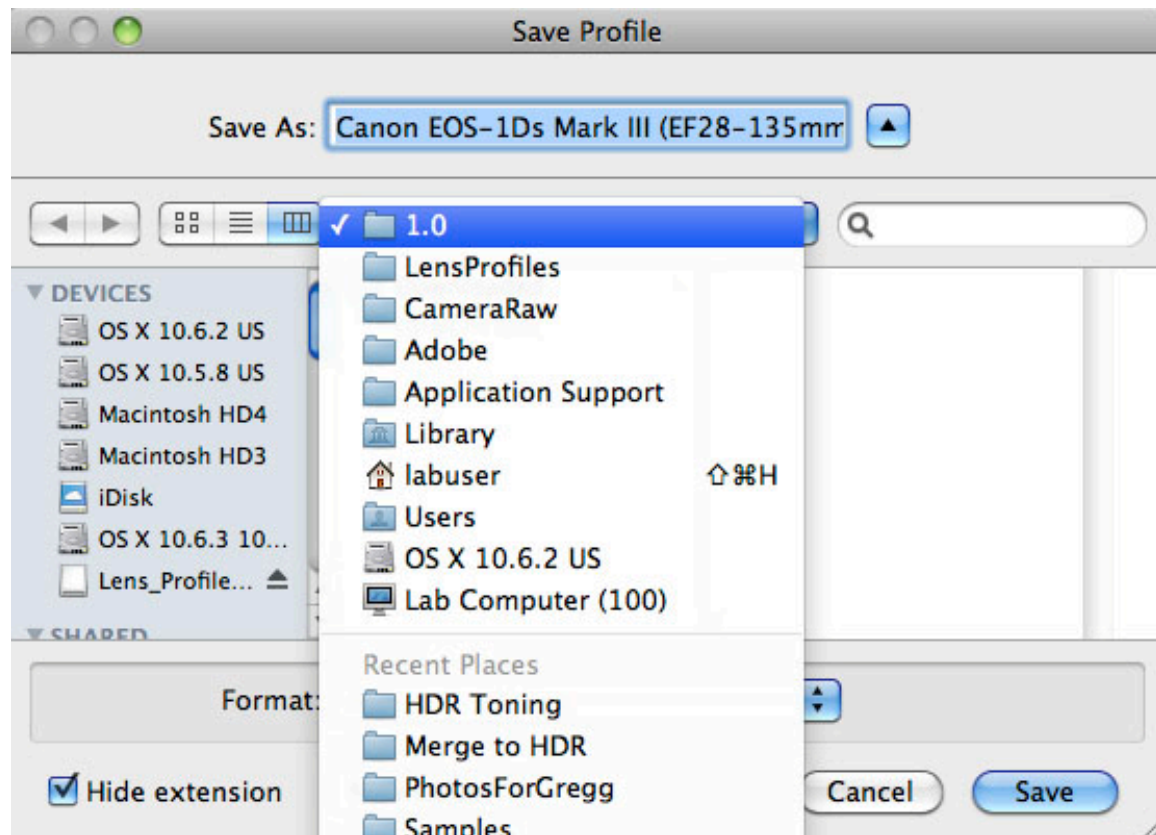 Save Profile
Save As: Canon EOS-1Ds Mark III (EF28-135mm
✓ 1.0
LensProfiles
CameraRaw
Adobe
Application Support
Library
labuser ⇧⌘H
Users
OS X 10.6.2 US
Lab Computer (100)
Recent Places
HDR Toning
Merge to HDR
PhotosForGregg
Samples
DEVICES
OS X 10.6.2 US
OS X 10.5.8 US
Macintosh HD4
Macintosh HD3
iDisk
OS X 10.6.3 10...
Lens_Profile...
SHARED
Format:
Hide extension
Cancel
Save